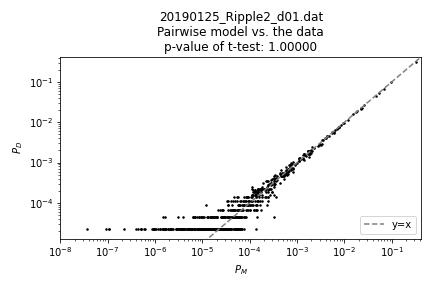 20190125_Ripple2_d01.dat
Pairwise model vs. the data
p-value of t-test: 1.00000
P_D
10⁻¹
10⁻²
10⁻³
10⁻⁴
y=x
10⁻⁸ 10⁻⁷ 10⁻⁶ 10⁻⁵ 10⁻⁴ 10⁻³ 10⁻² 10⁻¹
P_M